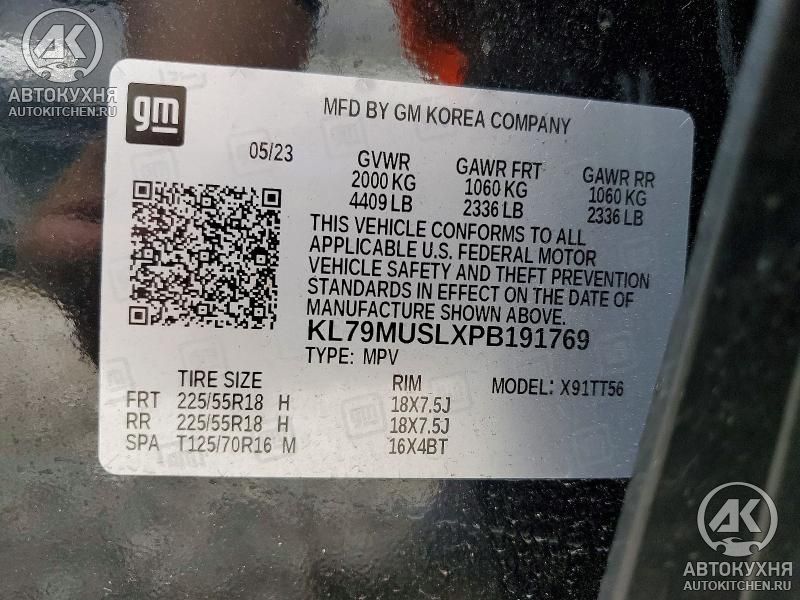 АК
АВТОКУХНЯ
AUTOKITCHEN.RU
gm
MFD BY GM KOREA COMPANY
05/23
GVWR
2000 KG
4409 LB
GAWR FRT
1060 KG
2336 LB
GAWR RR
1060 KG
2336 LB
THIS VEHICLE CONFORMS TO ALL
APPLICABLE U.S. FEDERAL MOTOR
VEHICLE SAFETY AND THEFT PREVENTION
STANDARDS IN EFFECT ON THE DATE OF
MANUFACTURE SHOWN ABOVE.
KL79MUSLXPB191769
TYPE: MPV
MODEL: X91TT56
TIRE SIZE RIM
FRT 225/55R18 H 18X7.5J
RR 225/55R18 H 18X7.5J
SPA T125/70R16 M 16X4BT
АК
АВТОКУХНЯ
AUTOKITCHEN.RU